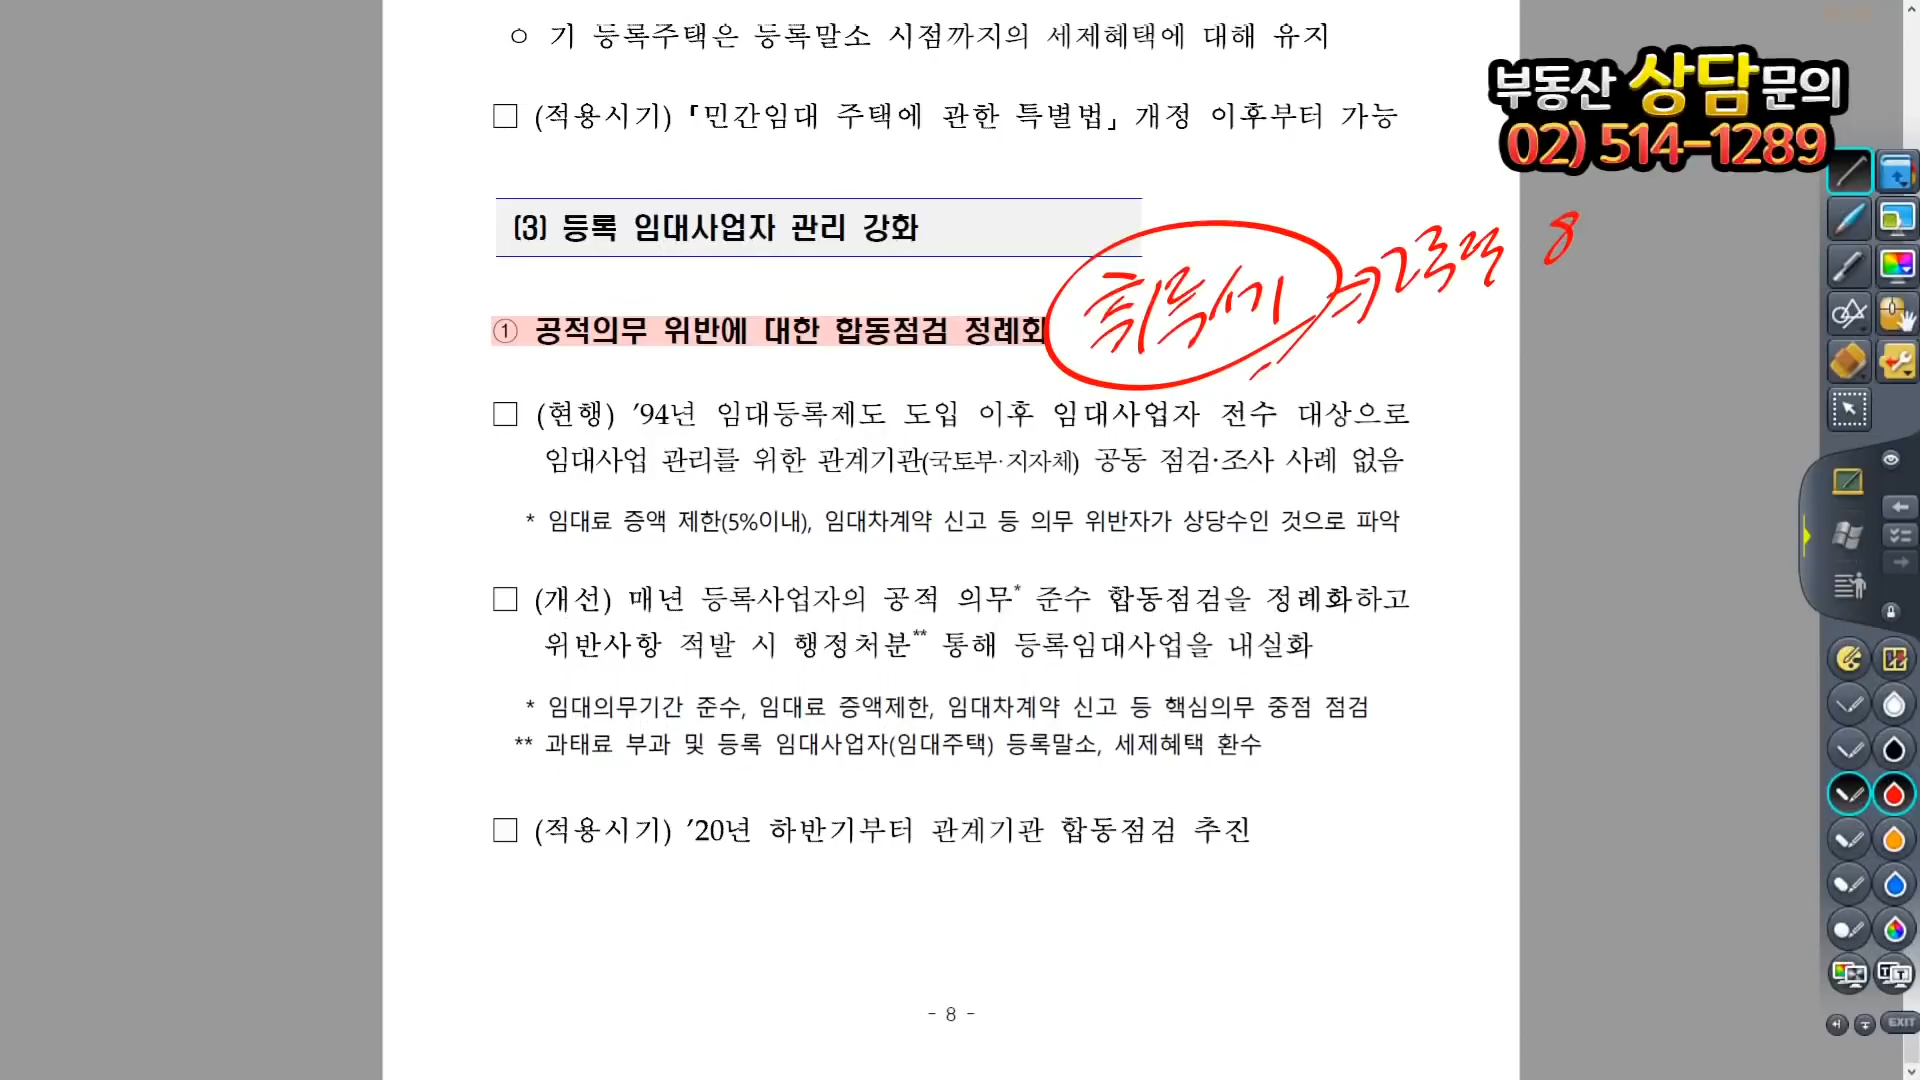 ㅇ 기 등록주택은 등록말소 시점까지의 세제혜택에 대해 유지
부동산 상담문의
02) 514-1289
□ (적용시기) 「민간임대 주택에 관한 특별법」 개정 이후부터 가능
(3) 등록 임대사업자 관리 강화
취득세 8
① 공적의무 위반에 대한 합동점검 정례화
□ (현행) ’94년 임대등록제도 도입 이후 임대사업자 전수 대상으로
임대사업 관리를 위한 관계기관(국토부·지자체) 공동 점검·조사 사례 없음
* 임대료 증액 제한(5%이내), 임대차계약 신고 등 의무 위반자가 상당수인 것으로 파악
□ (개선) 매년 등록사업자의 공적 의무* 준수 합동점검을 정례화하고
위반사항 적발 시 행정처분** 통해 등록임대사업을 내실화
* 임대의무기간 준수, 임대료 증액제한, 임대차계약 신고 등 핵심의무 중점 점검
** 과태료 부과 및 등록 임대사업자(임대주택) 등록말소, 세제혜택 환수
□ (적용시기) ’20년 하반기부터 관계기관 합동점검 추진
- 8 -
EXIT